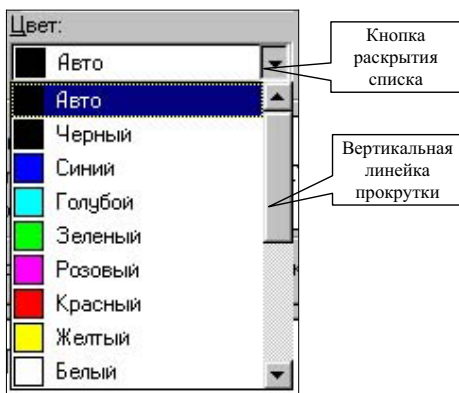 Цвет:
Авто
Авто
Черный
Синий
Голубой
Зеленый
Розовый
Красный
Желтый
Белый
Кнопка
раскрытия
списка
Вертикальная
линейка
прокрутки